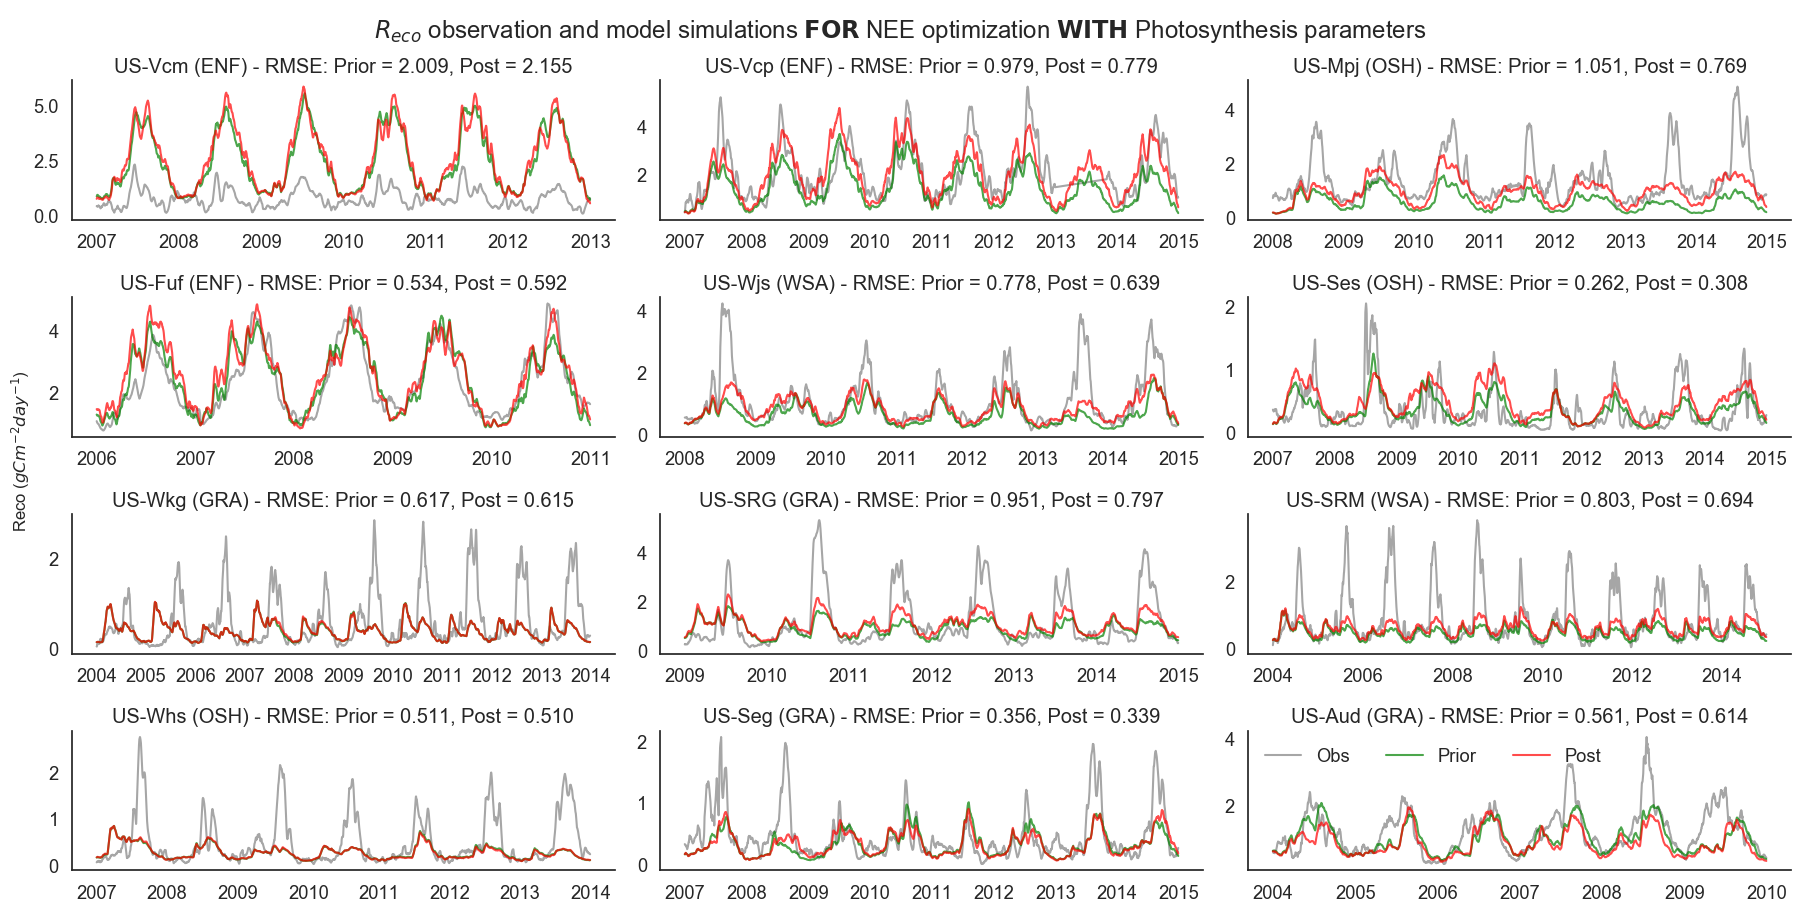 Reco observation and model simulations FOR NEE optimization WITH Photosynthesis parameters
US-Vcm (ENF) - RMSE: Prior = 2.009, Post = 2.155
5.0
2.5
0.0
2007 2008 2009 2010 2011 2012 2013
US-Vcp (ENF) - RMSE: Prior = 0.979, Post = 0.779
4
2
2007 2008 2009 2010 2011 2012 2013 2014 2015
US-Mpj (OSH) - RMSE: Prior = 1.051, Post = 0.769
4
2
0
2008 2009 2010 2011 2012 2013 2014 2015
US-Fuf (ENF) - RMSE: Prior = 0.534, Post = 0.592
4
2
2006 2007 2008 2009 2010 2011
US-Wjs (WSA) - RMSE: Prior = 0.778, Post = 0.639
4
2
0
2008 2009 2010 2011 2012 2013 2014 2015
US-Ses (OSH) - RMSE: Prior = 0.262, Post = 0.308
2
1
0
2007 2008 2009 2010 2011 2012 2013 2014 2015
Reco (gCm−2day−1)
US-Wkg (GRA) - RMSE: Prior = 0.617, Post = 0.615
2
0
2004 2005 2006 2007 2008 2009 2010 2011 2012 2013 2014
US-SRG (GRA) - RMSE: Prior = 0.951, Post = 0.797
4
2
0
2009 2010 2011 2012 2013 2014 2015
US-SRM (WSA) - RMSE: Prior = 0.803, Post = 0.694
2
0
2004 2006 2008 2010 2012 2014
US-Whs (OSH) - RMSE: Prior = 0.511, Post = 0.510
2
1
0
2007 2008 2009 2010 2011 2012 2013 2014
US-Seg (GRA) - RMSE: Prior = 0.356, Post = 0.339
2
1
0
2007 2008 2009 2010 2011 2012 2013 2014 2015
US-Aud (GRA) - RMSE: Prior = 0.561, Post = 0.614
Obs Prior Post
4
2
2004 2005 2006 2007 2008 2009 2010